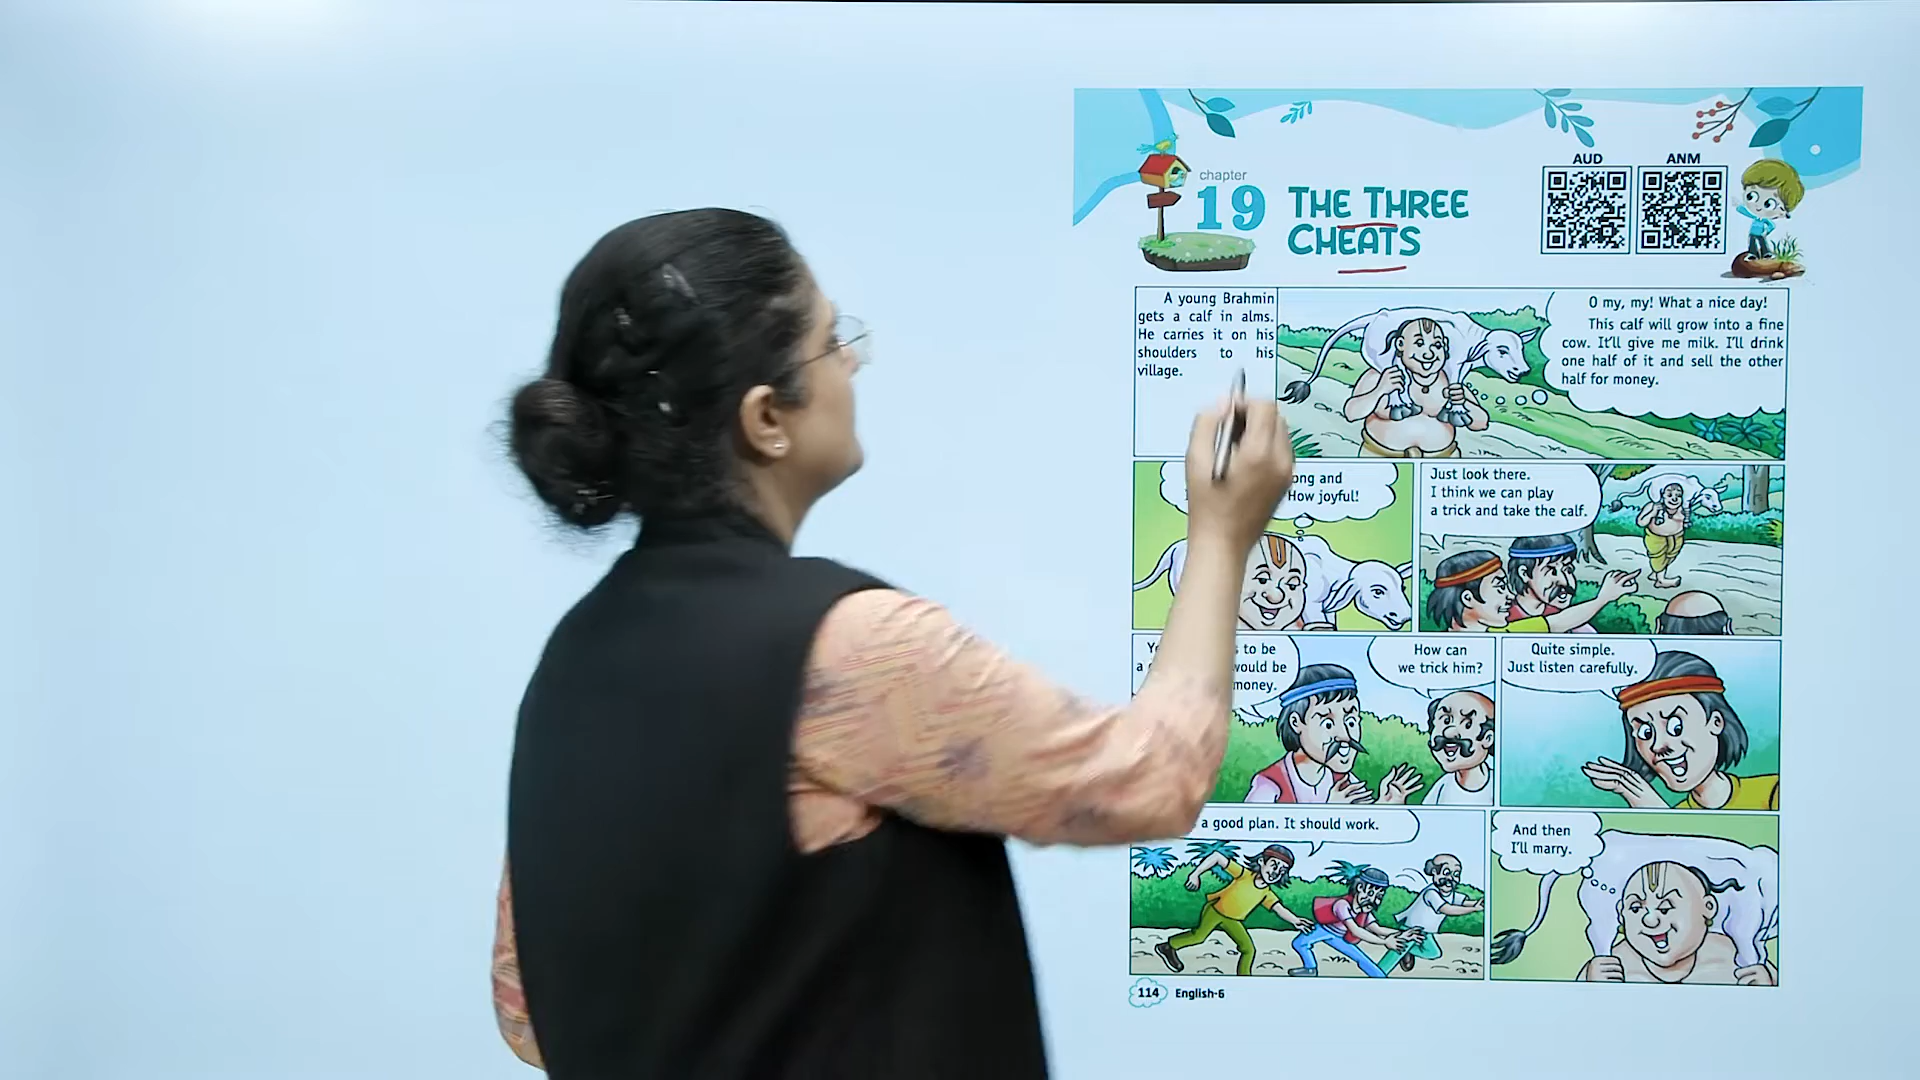 AUD ANM
chapter
19
THE THREE
CHEATS
A young Brahmin
gets a calf in alms.
He carries it on his
shoulders to his
village.
O my, my! What a nice day!
This calf will grow into a fine
cow. It'll give me milk. I'll drink
one half of it and sell the other
half for money.
and
How joyful!
Just look there.
I think we can play
a trick and take the calf.
to be
a would be
money.
How can
we trick him?
Quite simple.
Just listen carefully.
a good plan. It should work.
And then
I'll marry.
114 English-6